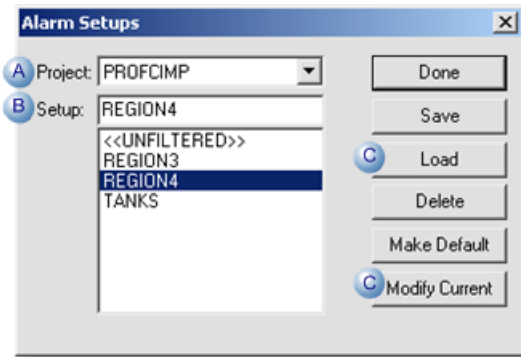 Alarm Setups
A Project: PROFCIMP
Done
B Setup: REGION4
Save
<<UNFILTERED>>
REGION3
C Load
REGION4
TANKS
Delete
Make Default
C Modify Current